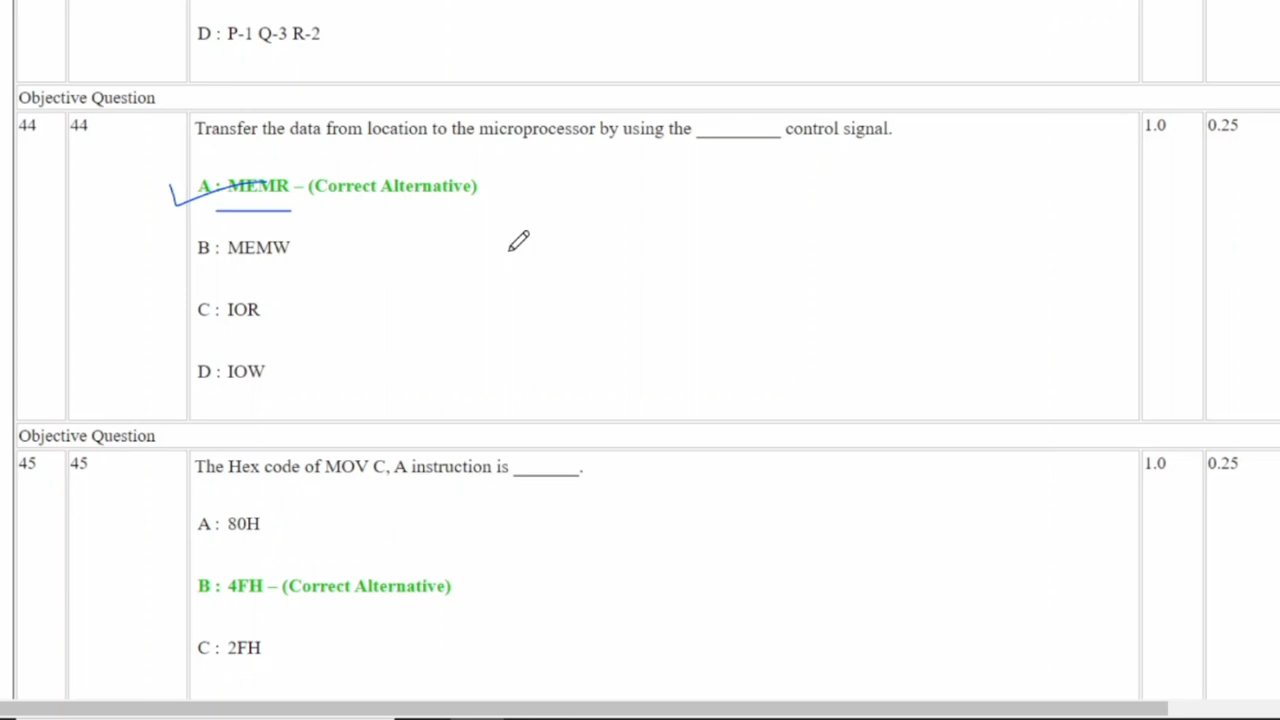 D : P-1 Q-3 R-2
Objective Question
44 44 Transfer the data from location to the microprocessor by using the _________ control signal. 1.0 0.25
A : MEMR – (Correct Alternative)
B : MEMW
C : IOR
D : IOW
Objective Question
45 45 The Hex code of MOV C, A instruction is _______. 1.0 0.25
A : 80H
B : 4FH – (Correct Alternative)
C : 2FH